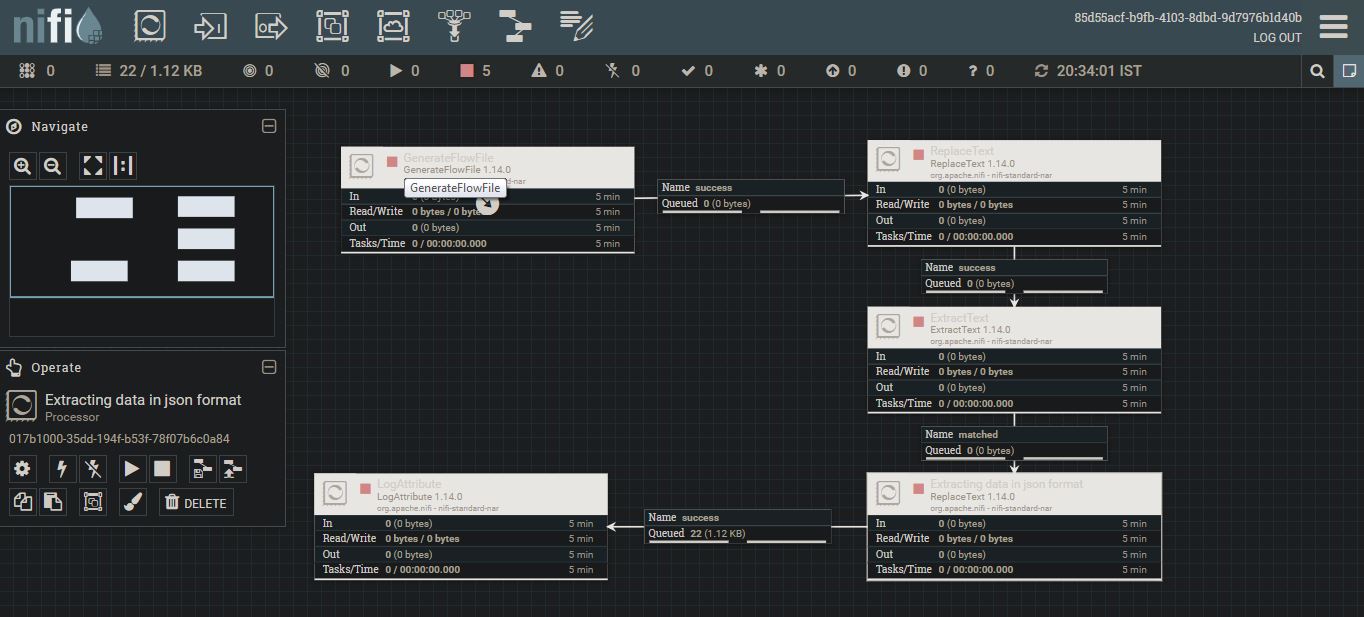 nifi
85d55acf-b9fb-4103-8dbd-9d7976b1d40b
LOG OUT
0 22 / 1.12 KB 0 0 0 5 0 0 0 0 0 0 0 20:34:01 IST
Navigate
Operate
Extracting data in json format
Processor
017b1000-35dd-194f-b53f-78f07b6c0a84
DELETE
GenerateFlowFile
GenerateFlowFile 1.14.0
-nar
GenerateFlowFile
In 0 (0 bytes) 5 min
Read/Write 0 bytes / 0 bytes 5 min
Out 0 (0 bytes) 5 min
Tasks/Time 0 / 00:00:00.000 5 min
Name success
Queued 0 (0 bytes)
ReplaceText
ReplaceText 1.14.0
org.apache.nifi - nifi-standard-nar
In 0 (0 bytes) 5 min
Read/Write 0 bytes / 0 bytes 5 min
Out 0 (0 bytes) 5 min
Tasks/Time 0 / 00:00:00.000 5 min
Name success
Queued 0 (0 bytes)
ExtractText
ExtractText 1.14.0
org.apache.nifi - nifi-standard-nar
In 0 (0 bytes) 5 min
Read/Write 0 bytes / 0 bytes 5 min
Out 0 (0 bytes) 5 min
Tasks/Time 0 / 00:00:00.000 5 min
Name matched
Queued 0 (0 bytes)
Extracting data in json format
ReplaceText 1.14.0
org.apache.nifi - nifi-standard-nar
In 0 (0 bytes) 5 min
Read/Write 0 bytes / 0 bytes 5 min
Out 0 (0 bytes) 5 min
Tasks/Time 0 / 00:00:00.000 5 min
Name success
Queued 22 (1.12 KB)
LogAttribute
LogAttribute 1.14.0
org.apache.nifi - nifi-standard-nar
In 0 (0 bytes) 5 min
Read/Write 0 bytes / 0 bytes 5 min
Out 0 (0 bytes) 5 min
Tasks/Time 0 / 00:00:00.000 5 min